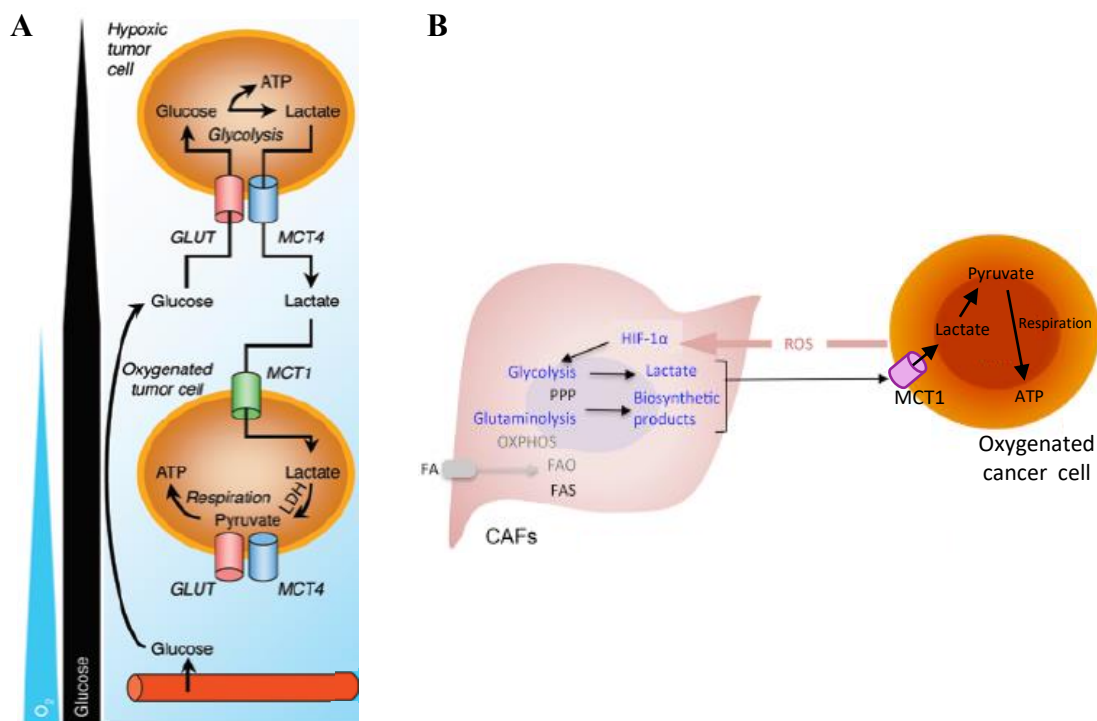 A
Hypoxic
tumor
cell
ATP
Glucose
Lactate
Glycolysis
GLUT
MCT4
Glucose
Lactate
Oxygenated
tumor cell
MCT1
ATP
Lactate
Respiration
LDH
Pyruvate
GLUT
MCT4
Glucose
O2
Glucose
B
HIF-1α
ROS
Glycolysis
Lactate
PPP
Biosynthetic
products
Glutaminolysis
OXPHOS
FA
FAO
FAS
CAFs
Pyruvate
Lactate
Respiration
MCT1
ATP
Oxygenated
cancer cell